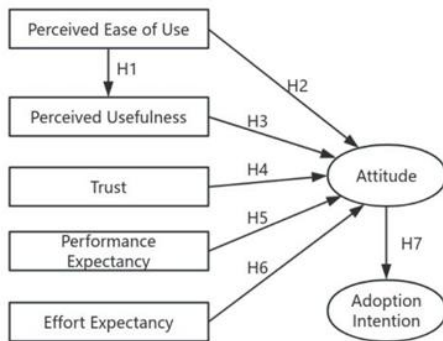 Perceived Ease of Use
H1
H2
Perceived Usefulness
H3
Trust
H4
Attitude
Performance
Expectancy
H5
H6
H7
Effort Expectancy
Adoption
Intention